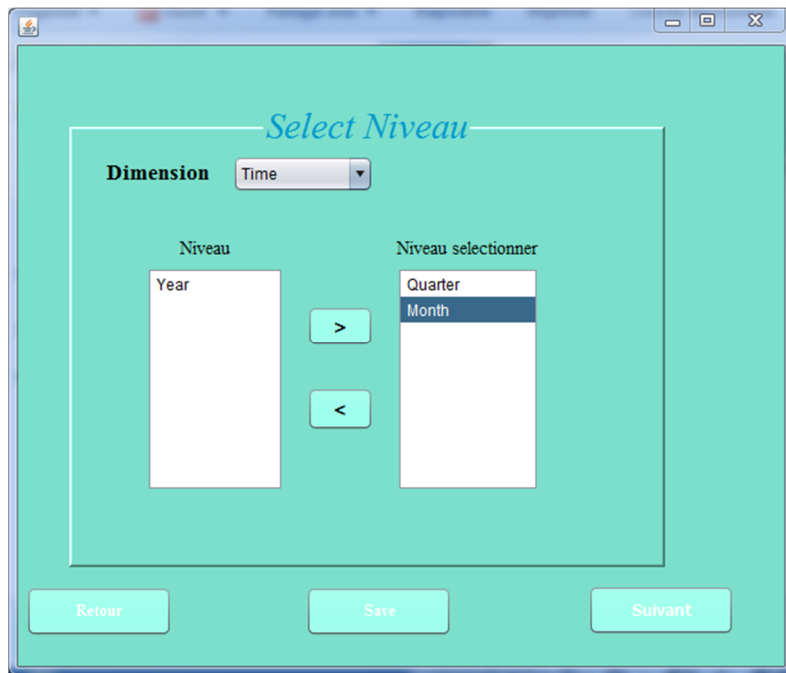 Select Niveau
Dimension Time
Niveau Niveau selectionner
Year Quarter
Month
>
<
Retour Save Suivant